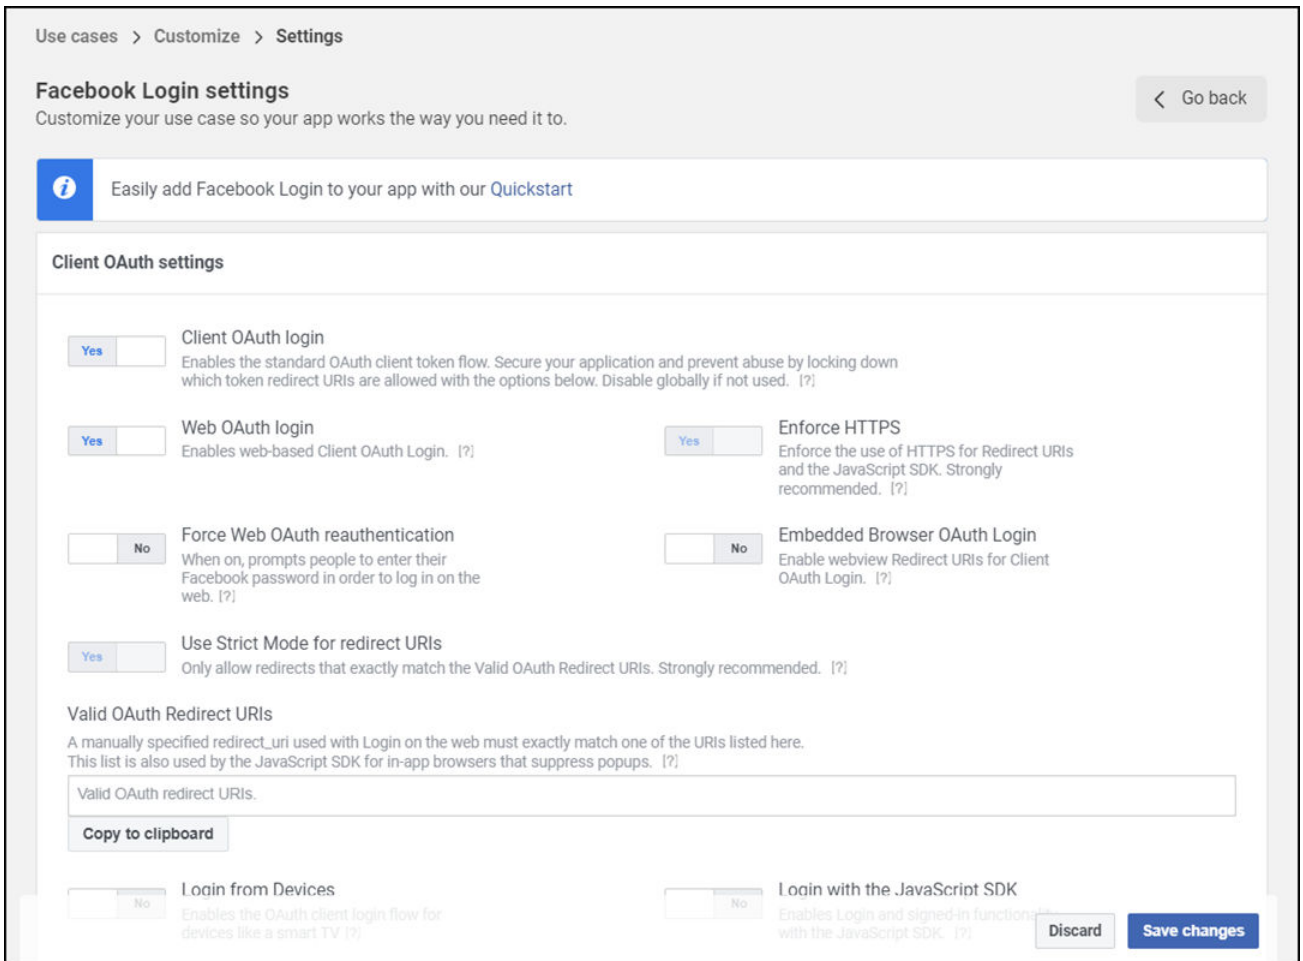 Use cases > Customize > Settings
Facebook Login settings
Customize your use case so your app works the way you need it to.
Go back
Easily add Facebook Login to your app with our Quickstart
Client OAuth settings
Yes
Client OAuth login
Enables the standard OAuth client token flow. Secure your application and prevent abuse by locking down
which token redirect URIs are allowed with the options below. Disable globally if not used. [?]
Yes
Web OAuth login
Enables web-based Client OAuth Login. [?]
Yes
Enforce HTTPS
Enforce the use of HTTPS for Redirect URIs
and the JavaScript SDK. Strongly
recommended. [?]
No
Force Web OAuth reauthentication
When on, prompts people to enter their
Facebook password in order to log in on the
web. [?]
No
Embedded Browser OAuth Login
Enable webview Redirect URIs for Client
OAuth Login. [?]
Yes
Use Strict Mode for redirect URIs
Only allow redirects that exactly match the Valid OAuth Redirect URIs. Strongly recommended. [?]
Valid OAuth Redirect URIs
A manually specified redirect_uri used with Login on the web must exactly match one of the URIs listed here.
This list is also used by the JavaScript SDK for in-app browsers that suppress popups. [?]
Valid OAuth redirect URIs.
Copy to clipboard
No
Login from Devices
Enables the OAuth client login flow for
devices like a smart TV [?]
No
Login with the JavaScript SDK
Enables Login and signed-in
with the JavaScript SDK. [?]
Discard
Save changes